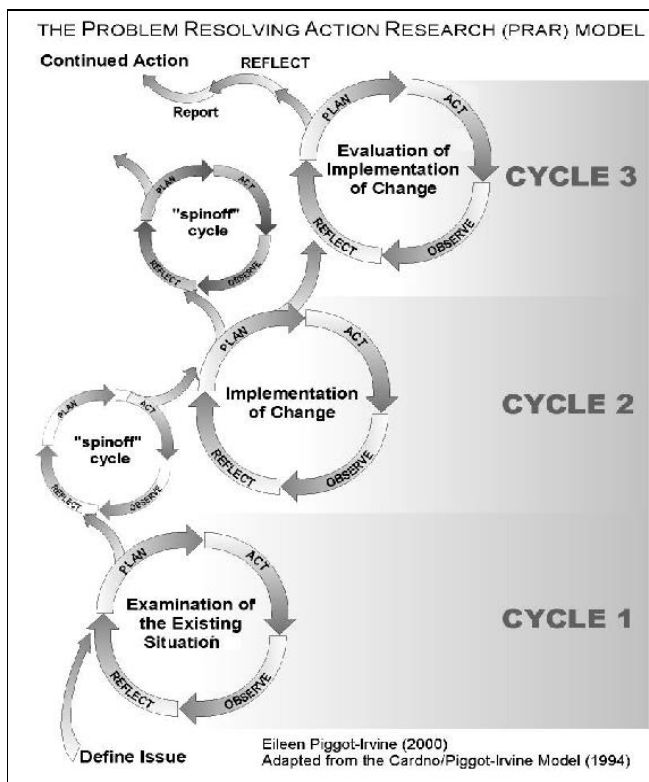 THE PROBLEM RESOLVING ACTION RESEARCH (PRAR) MODEL
Continued Action
REFLECT
Report
PLAN
ACT
OBSERVE
REFLECT
Evaluation of
Implementation
of Change
CYCLE 3
PLAN
ACT
OBSERVE
REFLECT
"spinoff"
cycle
PLAN
ACT
OBSERVE
REFLECT
Implementation
of Change
CYCLE 2
PLAN
ACT
OBSERVE
REFLECT
"spinoff"
cycle
PLAN
ACT
OBSERVE
REFLECT
Examination of
the Existing
Situation
CYCLE 1
Define Issue
Eileen Piggot-Irvine (2000)
Adapted from the Cardno/Piggot-Irvine Model (1994)